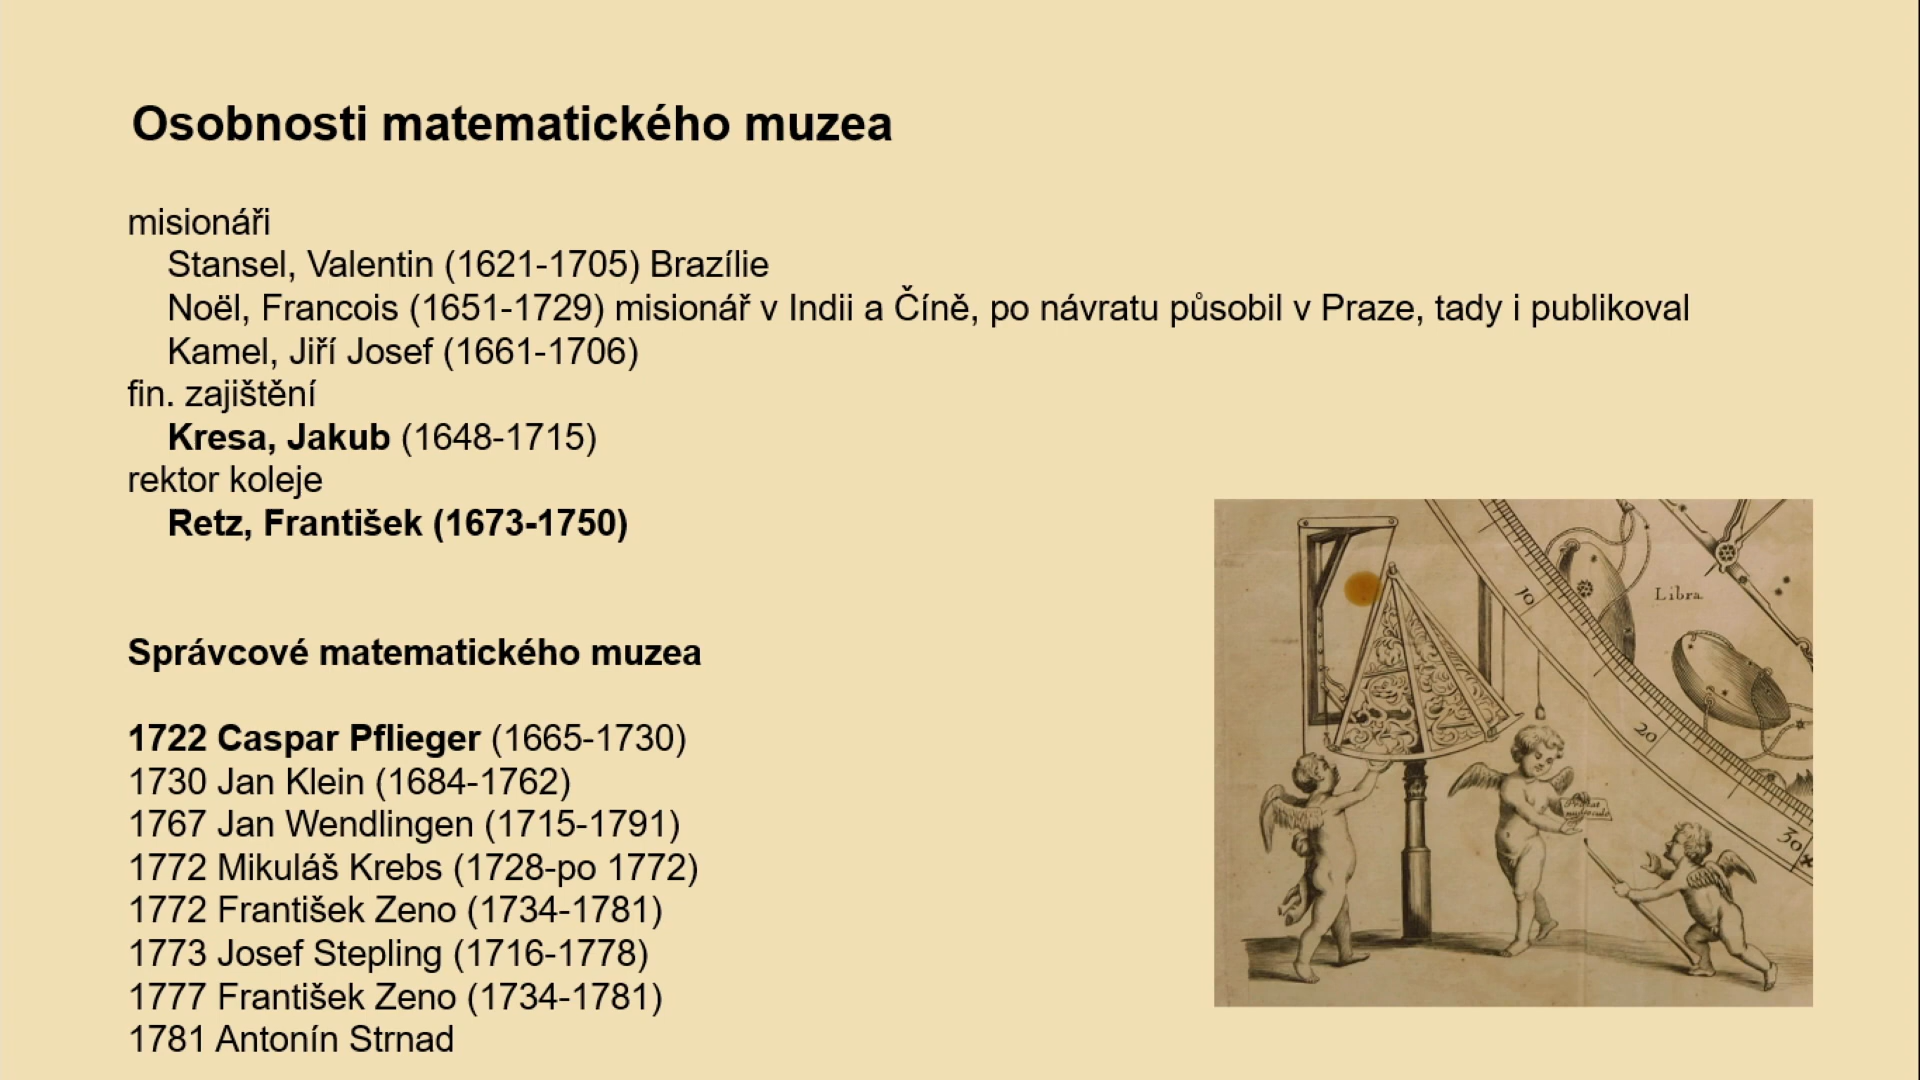 Osobnosti matematického muzea
misionáři
Stansel, Valentin (1621-1705) Brazílie
Noël, Francois (1651-1729) misionář v Indii a Číně, po návratu působil v Praze, tady i publikoval
Kamel, Jiří Josef (1661-1706)
fin. zajištění
Kresa, Jakub (1648-1715)
rektor koleje
Retz, František (1673-1750)
Správcové matematického muzea
1722 Caspar Pflieger (1665-1730)
1730 Jan Klein (1684-1762)
1767 Jan Wendlingen (1715-1791)
1772 Mikuláš Krebs (1728-po 1772)
1772 František Zeno (1734-1781)
1773 Josef Stepling (1716-1778)
1777 František Zeno (1734-1781)
1781 Antonín Strnad
Libra
10
20
30